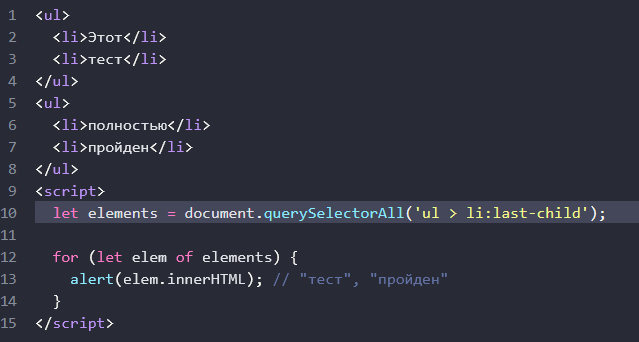 1 <ul>
2   <li>Этот</li>
3   <li>тест</li>
4 </ul>
5 <ul>
6   <li>полностью</li>
7   <li>пройден</li>
8 </ul>
9 <script>
10   let elements = document.querySelectorAll('ul > li:last-child');
11
12   for (let elem of elements) {
13     alert(elem.innerHTML); // "тест", "пройден"
14   }
15 </script>